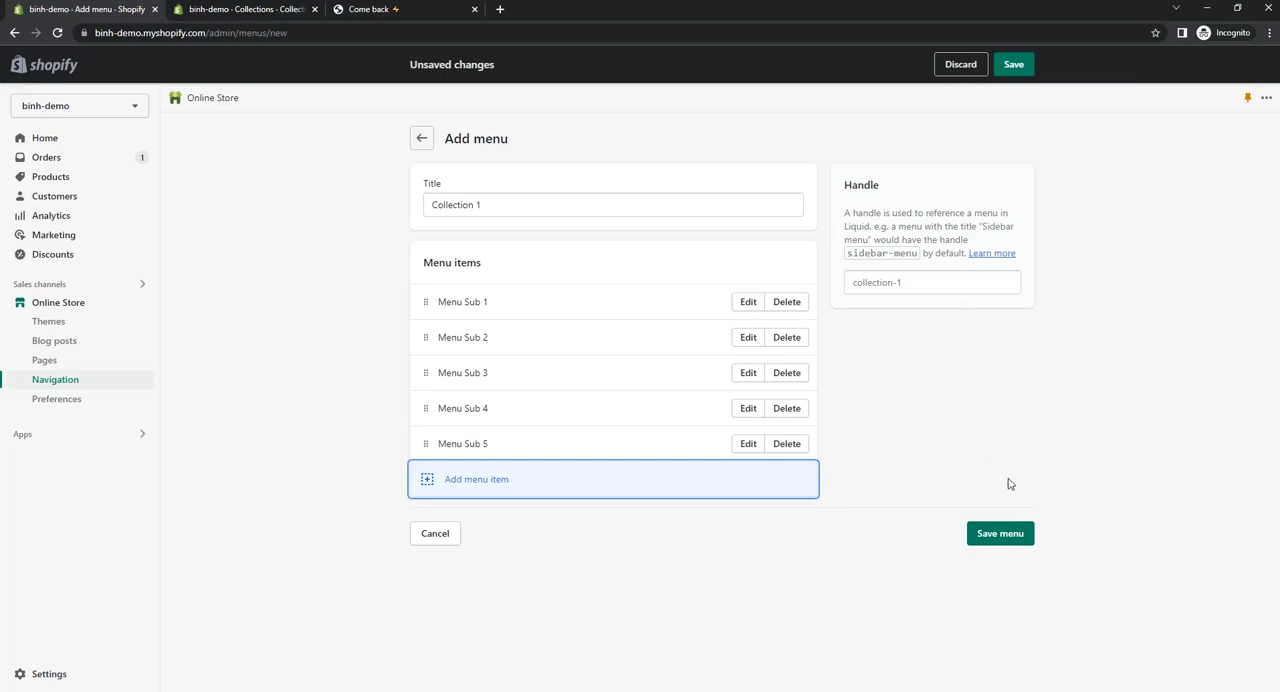 binh-demo · Add menu · Shopify
binh-demo · Collections · Collecti
Come back
binh-demo.myshopify.com/admin/menus/new
Incognito
shopify
Unsaved changes
Discard
Save
binh-demo
Online Store
Home
Orders
1
Products
Customers
Analytics
Marketing
Discounts
Sales channels
Online Store
Themes
Blog posts
Pages
Navigation
Preferences
Apps
Settings
Add menu
Title
Collection 1
Menu items
Menu Sub 1
Edit
Delete
Menu Sub 2
Edit
Delete
Menu Sub 3
Edit
Delete
Menu Sub 4
Edit
Delete
Menu Sub 5
Edit
Delete
Add menu item
Cancel
Save menu
Handle
A handle is used to reference a menu in
Liquid. e.g. a menu with the title "Sidebar
menu" would have the handle
sidebar-menu by default. Learn more
collection-1